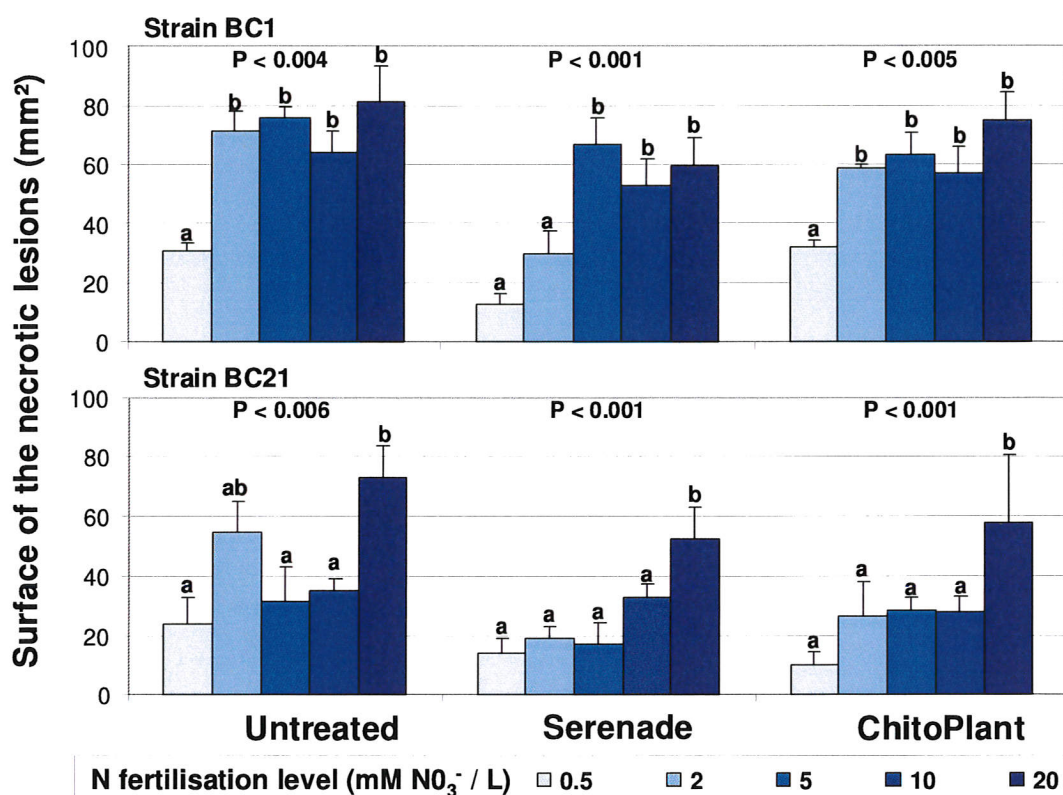 Surface of the necrotic lesions (mm²)
Strain BC1
100
80
60
40
20
0
P < 0.004
P < 0.001
P < 0.005
a
b
b
b
b
a
a
b
b
b
a
b
b
b
b
Strain BC21
100
80
60
40
20
0
P < 0.006
P < 0.001
P < 0.001
a
ab
a
a
b
a
a
a
a
b
a
a
a
a
b
Untreated
Serenade
ChitoPlant
N fertilisation level (mM N0₃⁻ / L) 0.5 2 5 10 20